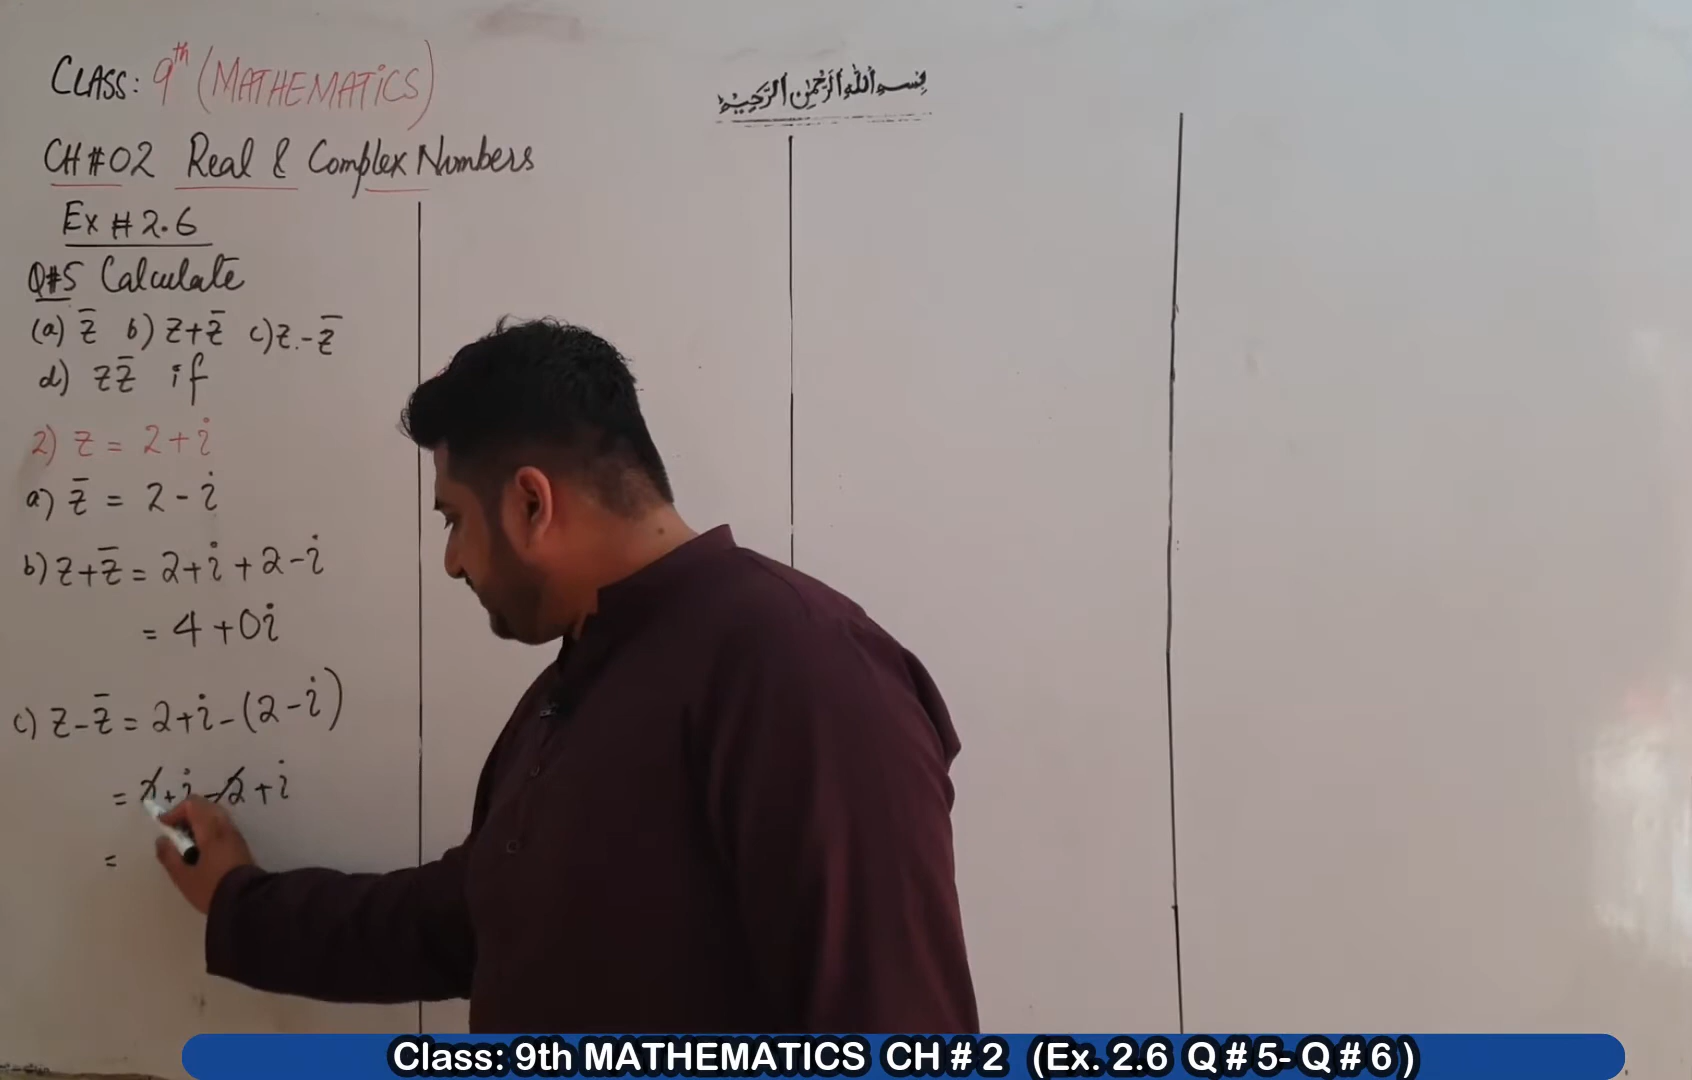 CLASS: 9th (MATHEMATICS)
بسم الله الرحمن الرحيم
CH # 02 Real & Complex Numbers
Ex # 2.6
Q#5 Calculate
(a) z̄ b) z+z̄ c) z.-z̄
d) zz̄ if
2) z = 2+i
a) z̄ = 2-i
b) z+z̄ = 2+i+2-i
= 4+0i
c) z-z̄ = 2+i-(2-i)
= 2+i-2+i
=
Class: 9th MATHEMATICS CH # 2 (Ex. 2.6 Q # 5- Q # 6 )